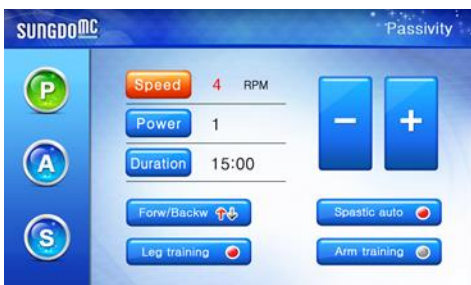 SUNGDOMC
Passivity
P
Speed 4 RPM
Power 1
Duration 15:00
A
Forw/Backw
Spastic auto
S
Leg training
Arm training